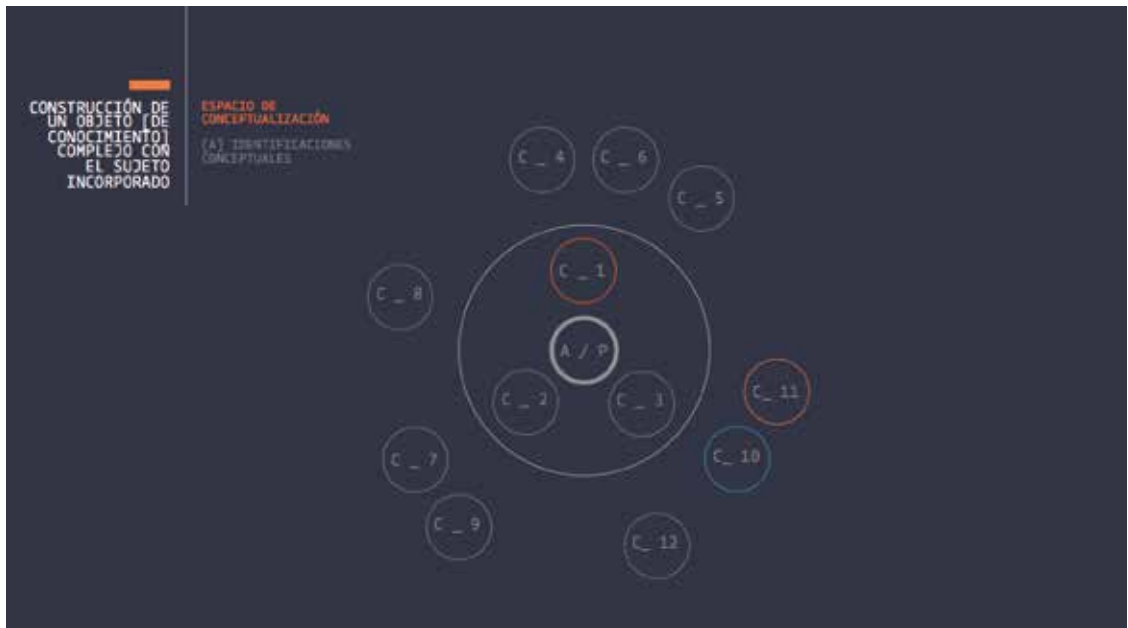 CONSTRUCCIÓN DE
UN OBJETO [DE
CONOCIMIENTO]
COMPLEJO CON
EL SUJETO
INCORPORADO
ESPACIO DE
CONCEPTUALIZACIÓN
[A] IDENTIFICACIONES
CONCEPTUALES
C _ 4
C _ 6
C _ 5
C _ 1
C _ 8
A / P
C _ 2
C _ 3
C_ 11
C _ 7
C_ 10
C _ 9
C_ 12